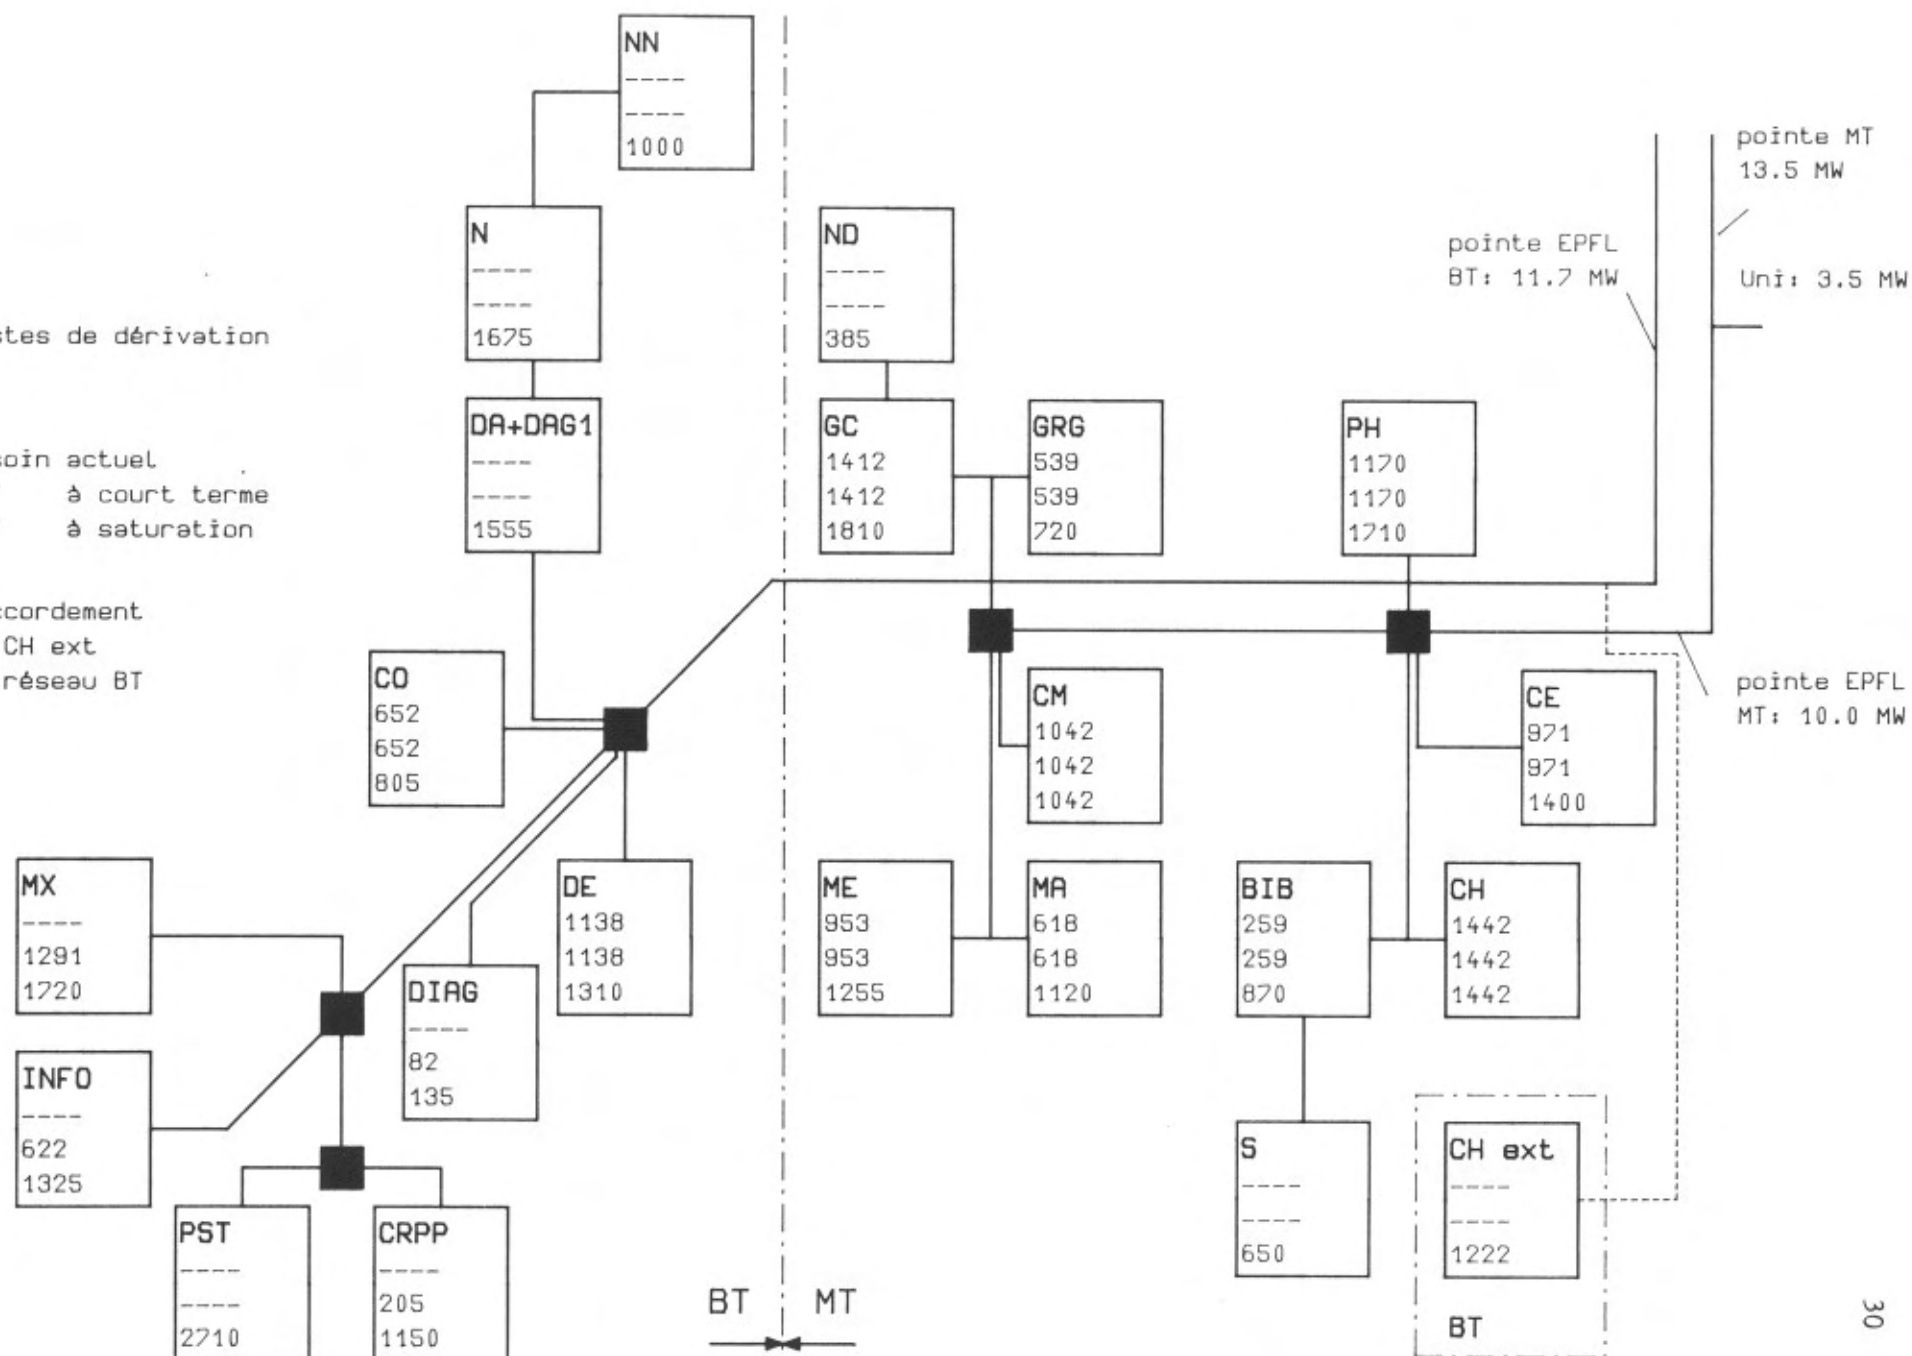 NN
----
----
1000
N
----
----
1675
DA+DAG1
----
----
1555
stes de dérivation
soin actuel
à court terme
à saturation
ccordement
CH ext
réseau BT
CO
652
652
805
MX
----
1291
1720
INFO
----
622
1325
DIAG
----
82
135
DE
1138
1138
1310
PST
----
----
2710
CRPP
----
205
1150
BT
MT
ND
----
----
385
GC
1412
1412
1810
GRG
539
539
720
PH
1170
1170
1710
CM
1042
1042
1042
CE
971
971
1400
ME
953
953
1255
MA
618
618
1120
BIB
259
259
870
CH
1442
1442
1442
S
----
----
650
CH ext
----
----
1222
BT
pointe MT
13.5 MW
pointe EPFL
BT: 11.7 MW
Uni: 3.5 MW
pointe EPFL
MT: 10.0 MW
30